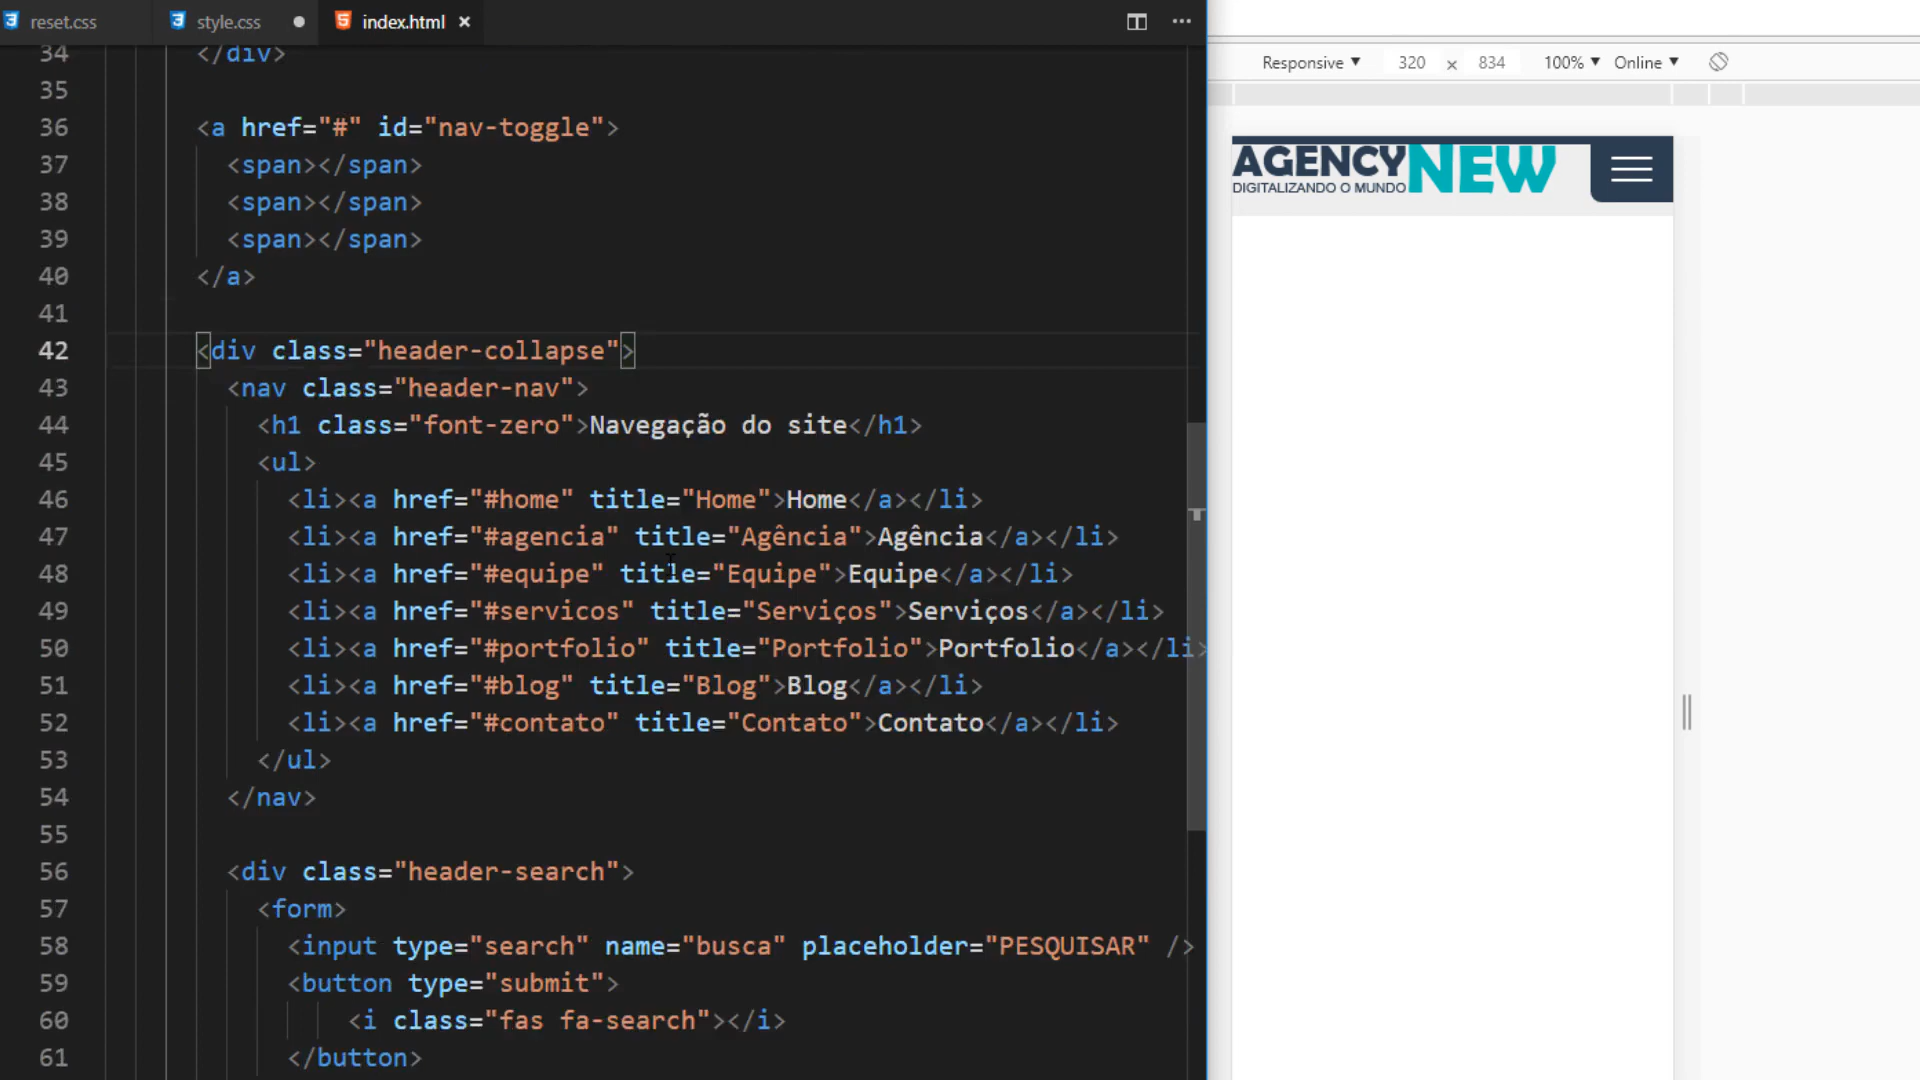 reset.css style.css index.html
34 </div>
35
36 <a href="#" id="nav-toggle">
37 <span></span>
38 <span></span>
39 <span></span>
40 </a>
41
42 <div class="header-collapse">
43 <nav class="header-nav">
44 <h1 class="font-zero">Navegação do site</h1>
45 <ul>
46 <li><a href="#home" title="Home">Home</a></li>
47 <li><a href="#agencia" title="Agência">Agência</a></li>
48 <li><a href="#equipe" title="Equipe">Equipe</a></li>
49 <li><a href="#servicos" title="Serviços">Serviços</a></li>
50 <li><a href="#portfolio" title="Portfolio">Portfolio</a></li>
51 <li><a href="#blog" title="Blog">Blog</a></li>
52 <li><a href="#contato" title="Contato">Contato</a></li>
53 </ul>
54 </nav>
55
56 <div class="header-search">
57 <form>
58 <input type="search" name="busca" placeholder="PESQUISAR" />
59 <button type="submit">
60 <i class="fas fa-search"></i>
61 </button>
Responsive 320 x 834 100% Online
AGENCY NEW
DIGITALIZANDO O MUNDO